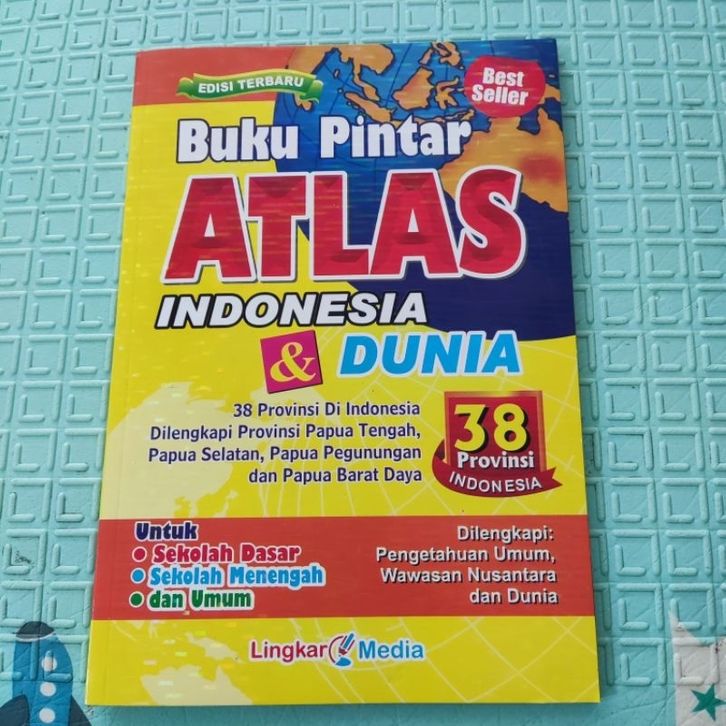 EDISI TERBARU
Best
Seller
Buku Pintar
ATLAS
INDONESIA
& DUNIA
38 Provinsi Di Indonesia
Dilengkapi Provinsi Papua Tengah,
Papua Selatan, Papua Pegunungan
dan Papua Barat Daya
38
Provinsi
INDONESIA
Untuk
• Sekolah Dasar
• Sekolah Menengah
• dan Umum
Dilengkapi:
Pengetahuan Umum,
Wawasan Nusantara
dan Dunia
Lingkar Media